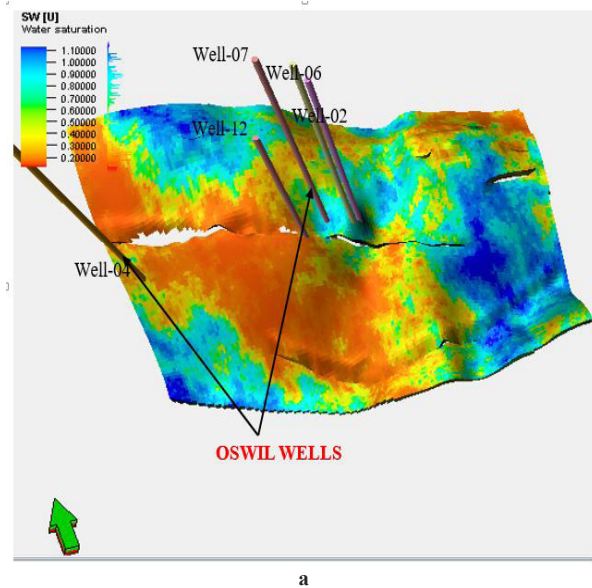 SW [U]
Water saturation
1.10000
1.00000
0.90000
0.80000
0.70000
0.60000
0.50000
0.40000
0.30000
0.20000
Well-07
Well-06
Well-02
Well-12
Well-04
OSWIL WELLS
a